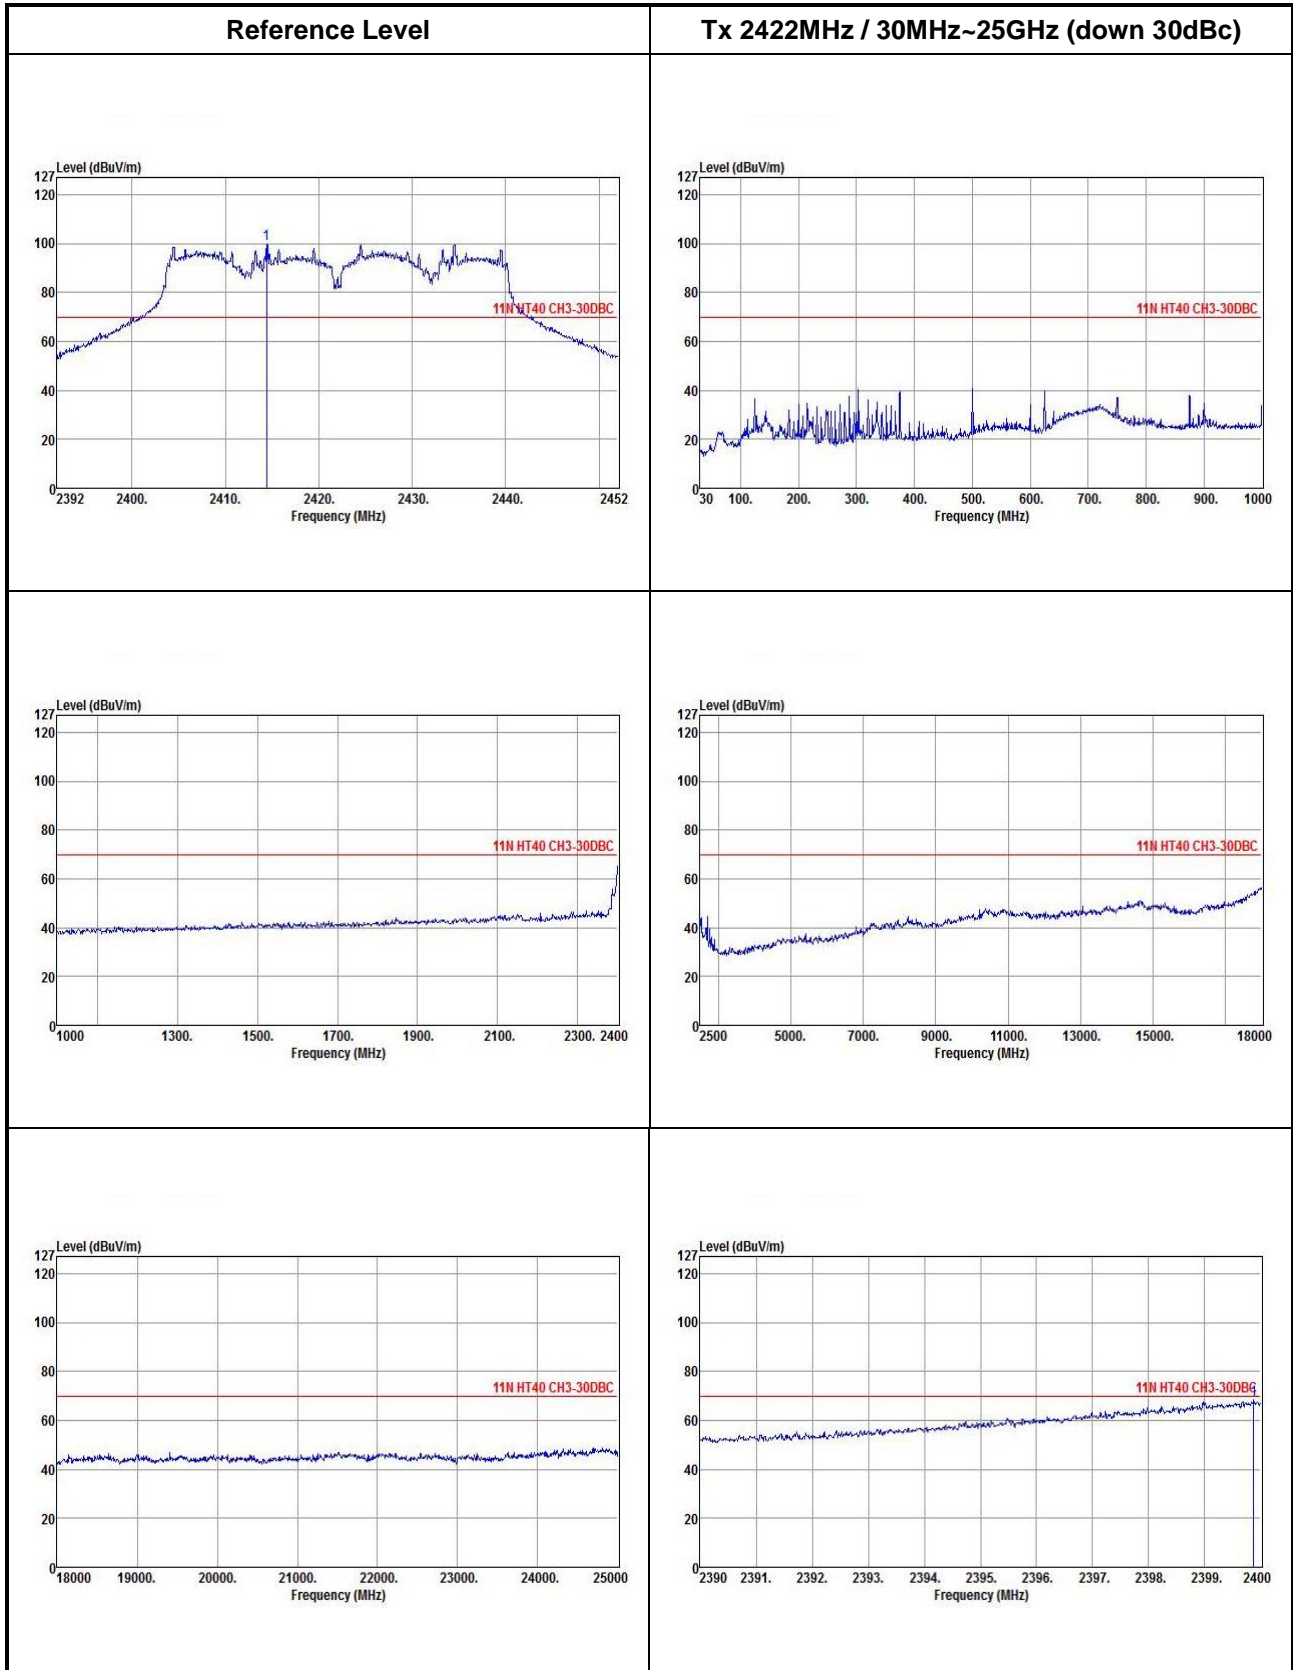 Reference Level
Tx 2422MHz / 30MHz~25GHz (down 30dBc)
Level (dBuV/m)
127
120
100
80
60
40
20
0
1
11N HT40 CH3-30DBC
2392 2400. 2410. 2420. 2430. 2440. 2452
Frequency (MHz)
Level (dBuV/m)
127
120
100
80
60
40
20
0
11N HT40 CH3-30DBC
30 100. 200. 300. 400. 500. 600. 700. 800. 900. 1000
Frequency (MHz)
Level (dBuV/m)
127
120
100
80
60
40
20
0
11N HT40 CH3-30DBC
1000 1300. 1500. 1700. 1900. 2100. 2300. 2400
Frequency (MHz)
Level (dBuV/m)
127
120
100
80
60
40
20
0
11N HT40 CH3-30DBC
2500 5000. 7000. 9000. 11000. 13000. 15000. 18000
Frequency (MHz)
Level (dBuV/m)
127
120
100
80
60
40
20
0
11N HT40 CH3-30DBC
18000 19000. 20000. 21000. 22000. 23000. 24000. 25000
Frequency (MHz)
Level (dBuV/m)
127
120
100
80
60
40
20
0
11N HT40 CH3-30DBC
2390 2391. 2392. 2393. 2394. 2395. 2396. 2397. 2398. 2399. 2400
Frequency (MHz)